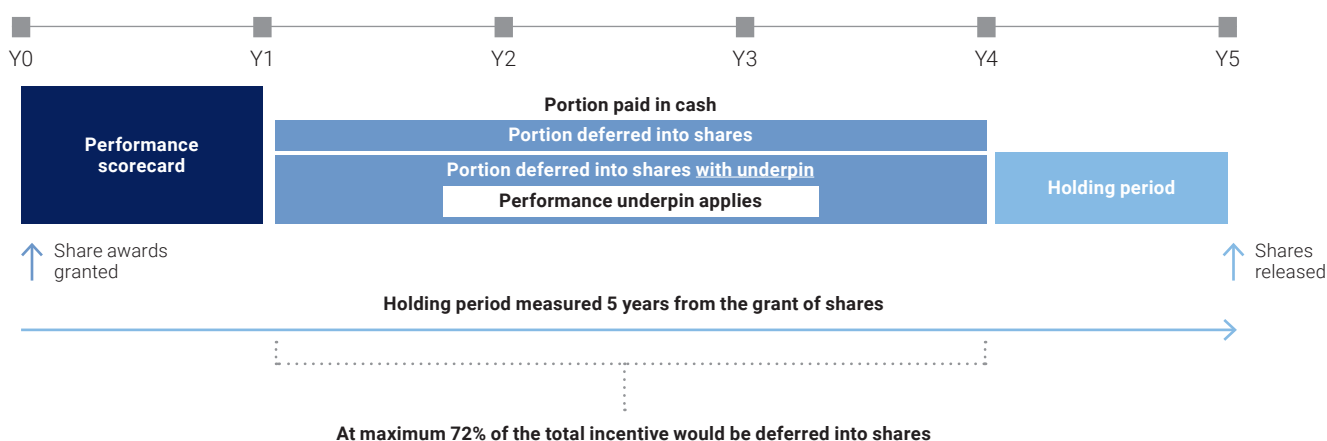 Y0
Y1
Y2
Y3
Y4
Y5
Performance
scorecard
Portion paid in cash
Portion deferred into shares
Portion deferred into shares with underpin
Performance underpin applies
Holding period
Share awards
granted
Shares
released
Holding period measured 5 years from the grant of shares
At maximum 72% of the total incentive would be deferred into shares